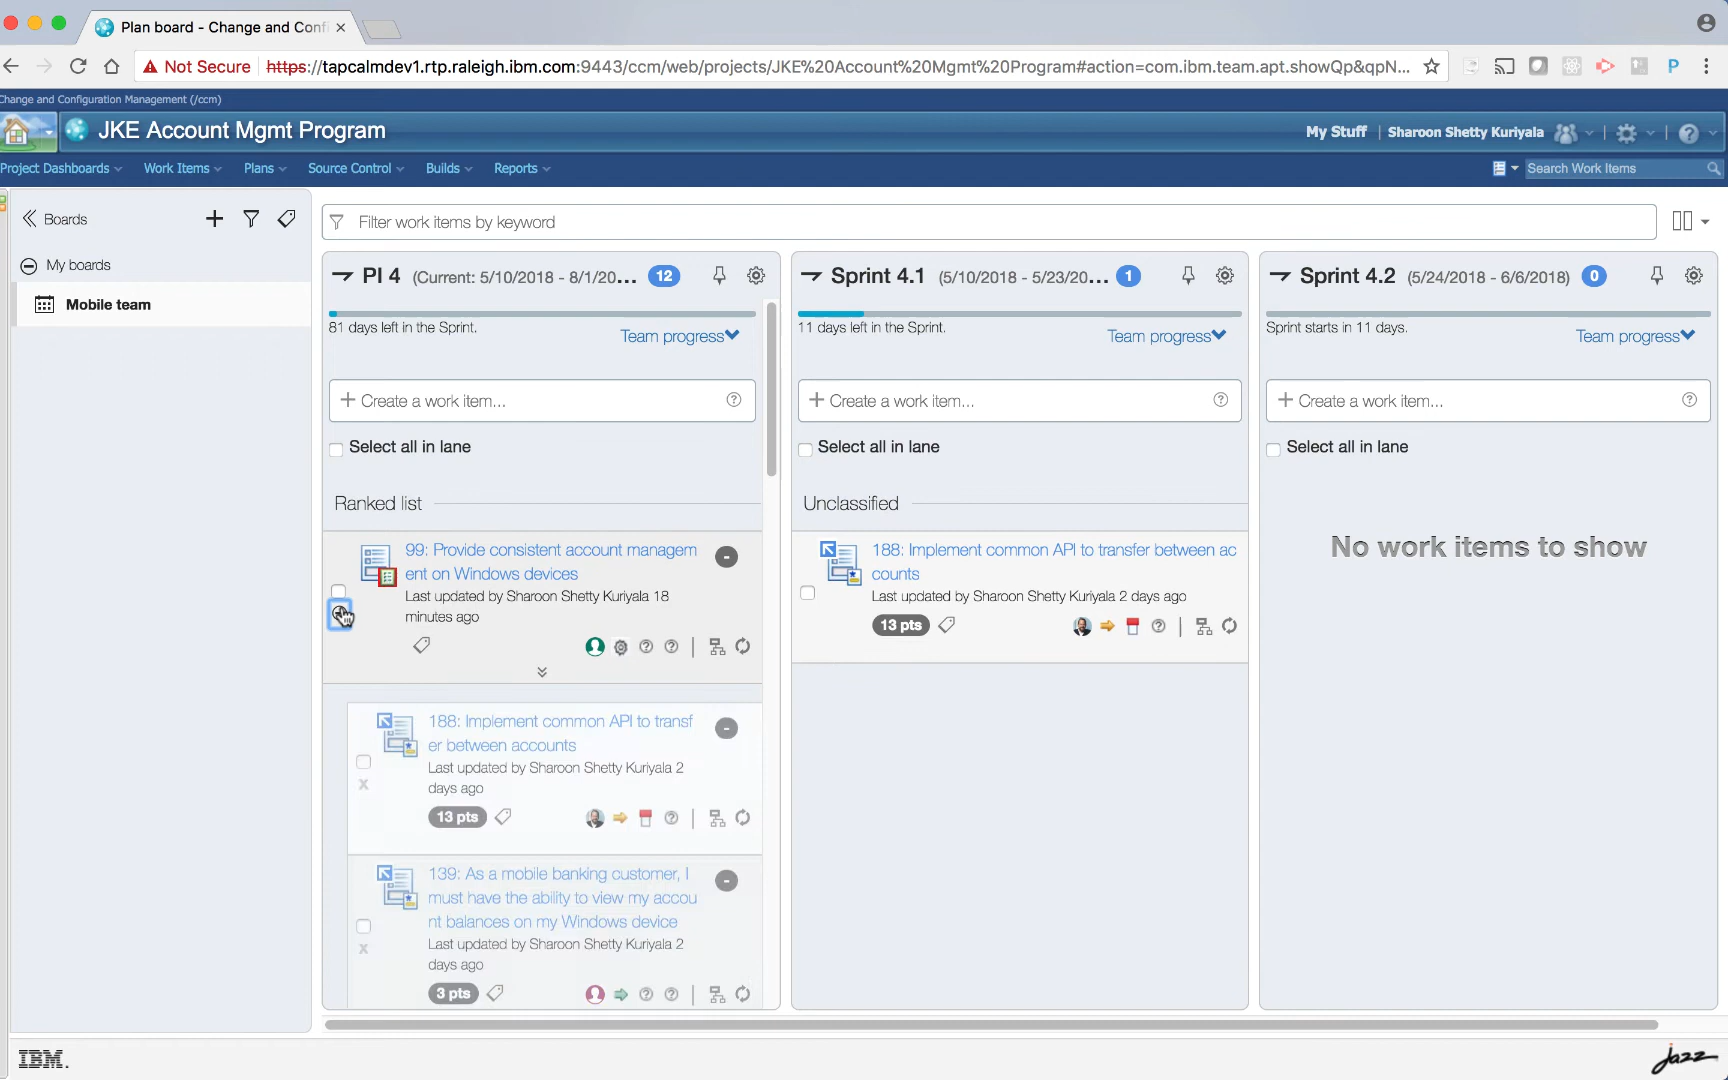 Plan board - Change and Confi
Not Secure https://tapcalmdev1.rtp.raleigh.ibm.com:9443/ccm/web/projects/JKE%20Account%20Mgmt%20Program#action=com.ibm.team.apt.showQp&qpN...
Change and Configuration Management (/ccm)
JKE Account Mgmt Program
My Stuff | Sharoon Shetty Kuriyala
Project Dashboards Work Items Plans Source Control Builds Reports
Search Work Items
Boards
My boards
Mobile team
Filter work items by keyword
PI 4 (Current: 5/10/2018 - 8/1/20... 12
81 days left in the Sprint.
Team progress
+ Create a work item...
Select all in lane
Ranked list
99: Provide consistent account managem
ent on Windows devices
Last updated by Sharoon Shetty Kuriyala 18
minutes ago
188: Implement common API to transf
er between accounts
Last updated by Sharoon Shetty Kuriyala 2
days ago
13 pts
x
139: As a mobile banking customer, I
must have the ability to view my accou
nt balances on my Windows device
Last updated by Sharoon Shetty Kuriyala 2
days ago
x
3 pts
Sprint 4.1 (5/10/2018 - 5/23/20... 1
11 days left in the Sprint.
Team progress
+ Create a work item...
Select all in lane
Unclassified
188: Implement common API to transfer between ac
counts
Last updated by Sharoon Shetty Kuriyala 2 days ago
13 pts
Sprint 4.2 (5/24/2018 - 6/6/2018) 0
Sprint starts in 11 days.
Team progress
+ Create a work item...
Select all in lane
No work items to show
IBM.
jazz